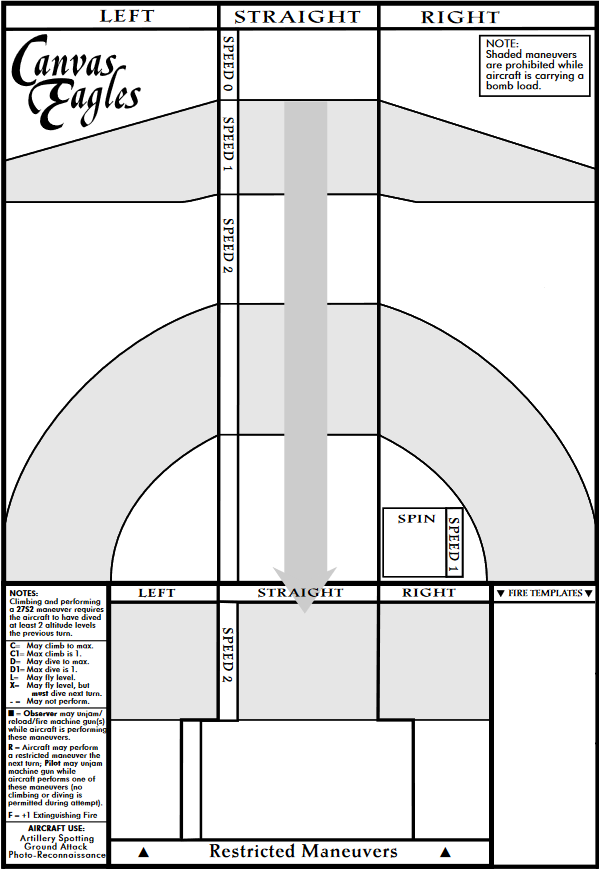 LEFT
STRAIGHT
RIGHT
Canvas
Eagles
SPEED 0
NOTE:
Shaded maneuvers
are prohibited while
aircraft is carrying a
bomb load.
SPEED 1
SPEED 2
SPIN
SPEED 1
NOTES:
Climbing and performing
a 27S2 maneuver requires
the aircraft to have dived
at least 2 altitude levels
the previous turn.
C= May climb to max.
C1= Max climb is 1.
D= May dive to max.
D1= Max dive is 1.
L= May fly level.
X= May fly level, but
must dive next turn.
- = May not perform.
■ = Observer may unjam/
reload/fire machine gun(s)
while aircraft is performing
these maneuvers.
R = Aircraft may perform
a restricted maneuver the
next turn; Pilot may unjam
machine gun while
aircraft performs one of
these maneuvers (no
climbing or diving is
permitted during attempt).
F = +1 Extinguishing Fire
AIRCRAFT USE:
Artillery Spotting
Ground Attack
Photo-Reconnaissance
LEFT
STRAIGHT
RIGHT
▼ FIRE TEMPLATES ▼
SPEED 2
▲ Restricted Maneuvers ▲